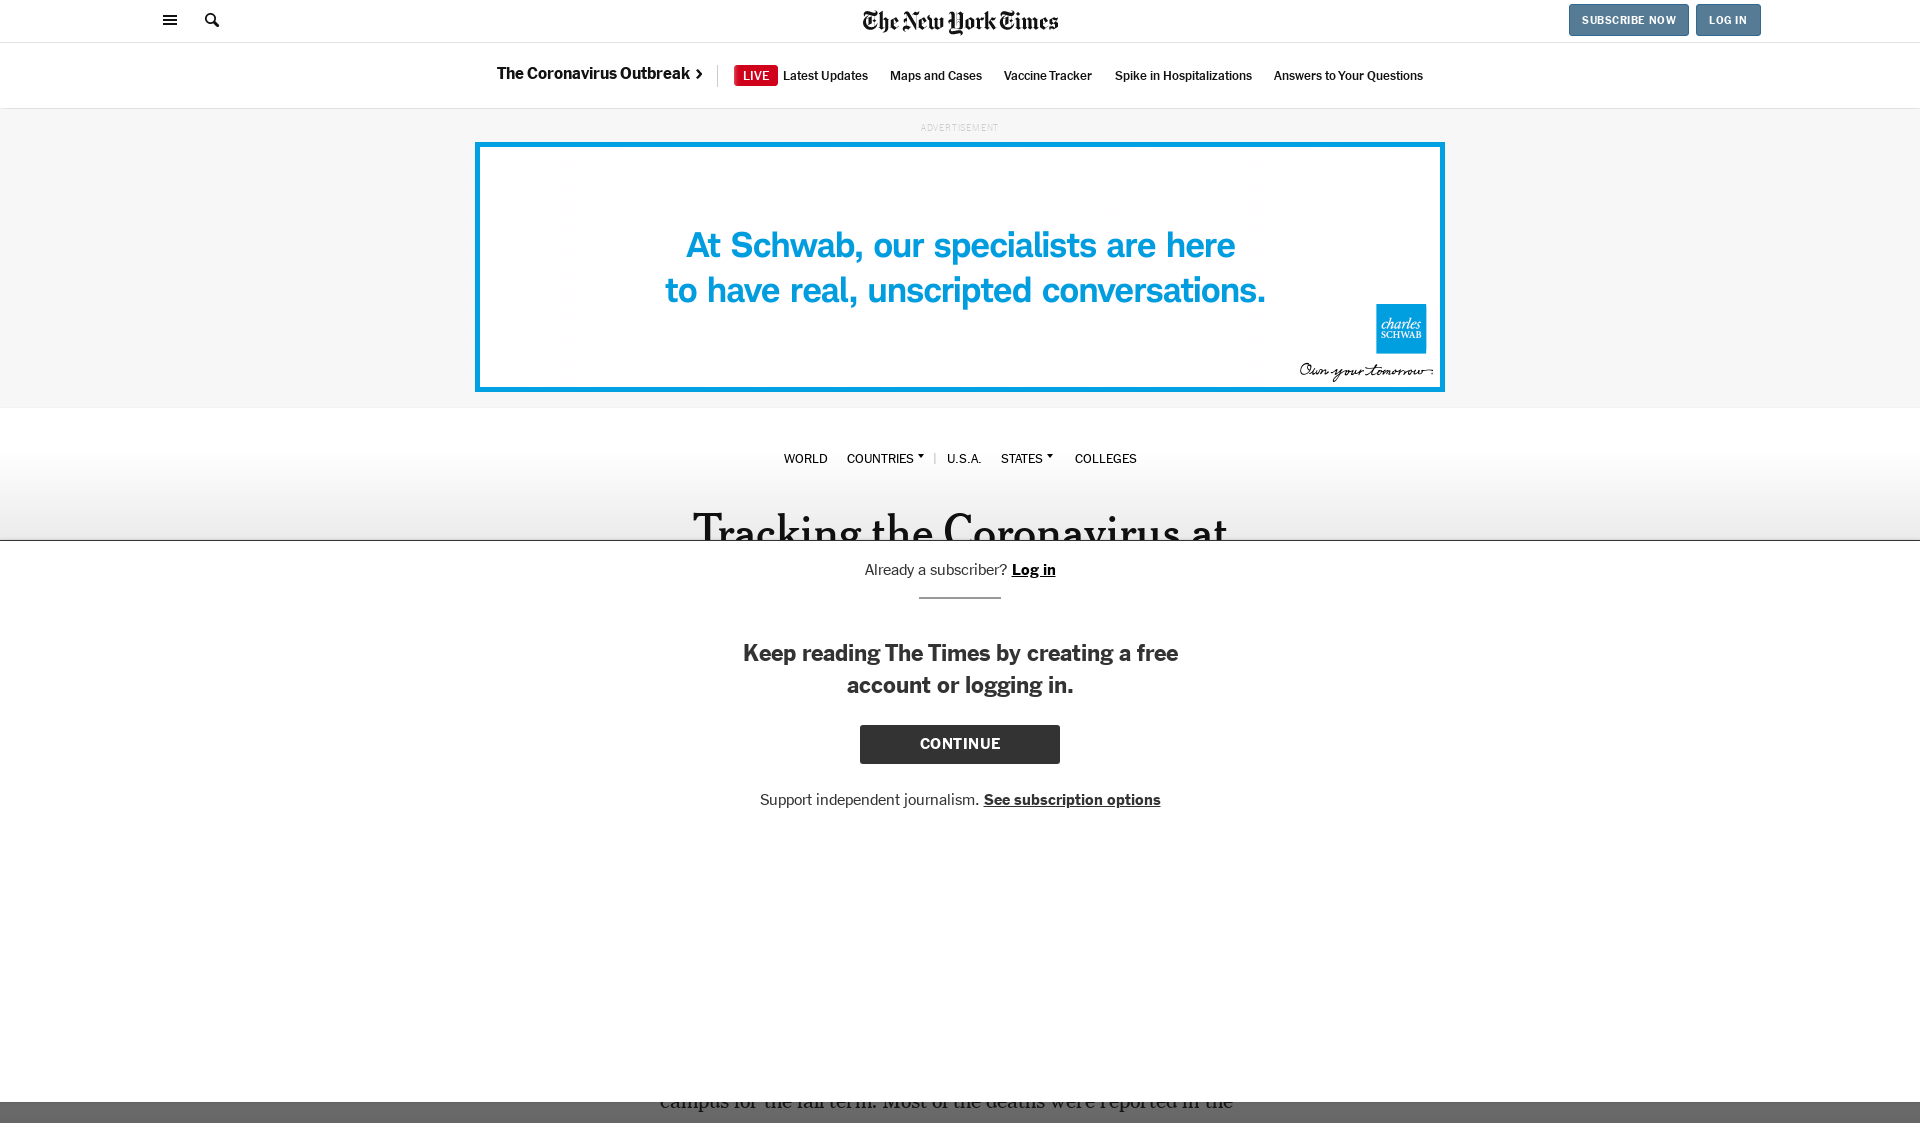 The New York Times
SUBSCRIBE NOW
LOG IN
The Coronavirus Outbreak
LIVE Latest Updates
Maps and Cases
Vaccine Tracker
Spike in Hospitalizations
Answers to Your Questions
ADVERTISEMENT
At Schwab, our specialists are here
to have real, unscripted conversations.
charles
SCHWAB
Own your tomorrow.
WORLD
COUNTRIES
U.S.A.
STATES
COLLEGES
Tracking the Coronavirus at
Already a subscriber? Log in
Keep reading The Times by creating a free
account or logging in.
CONTINUE
Support independent journalism. See subscription options
campus for the fall term. Most of the deaths were reported in the